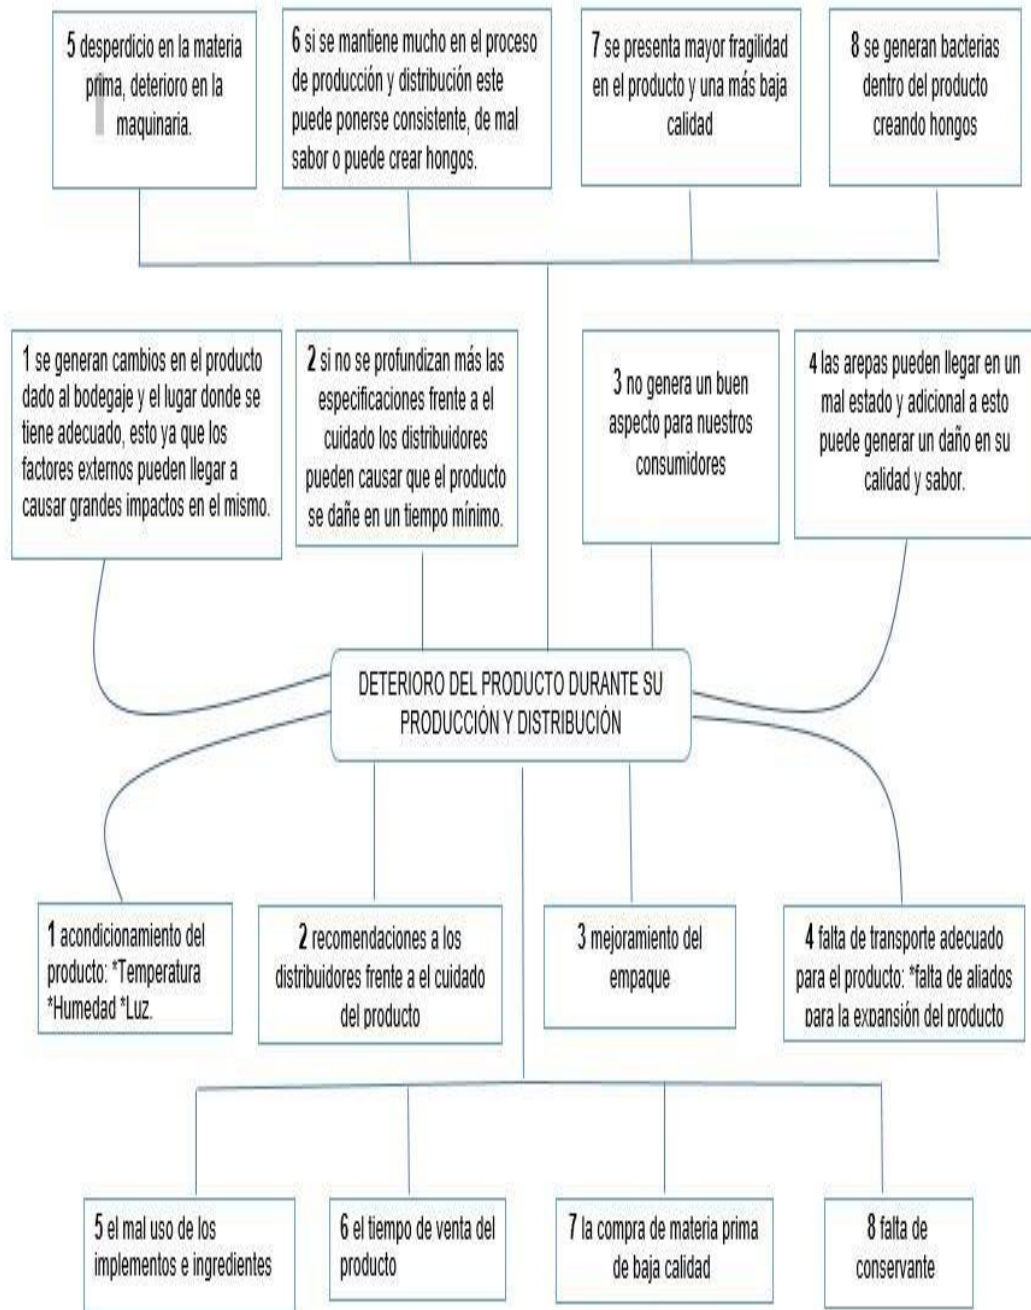 5 desperdicio en la materia
prima, deterioro en la
maquinaria.
6 si se mantiene mucho en el proceso
de producción y distribución este
puede ponerse consistente, de mal
sabor o puede crear hongos.
7 se presenta mayor fragilidad
en el producto y una más baja
calidad
8 se generan bacterias
dentro del producto
creando hongos
1 se generan cambios en el producto
dado al bodegaje y el lugar donde se
tiene adecuado, esto ya que los
factores externos pueden llegar a
causar grandes impactos en el mismo.
2 si no se profundizan más las
especificaciones frente a el
cuidado los distribuidores
pueden causar que el producto
se dañe en un tiempo mínimo.
3 no genera un buen
aspecto para nuestros
consumidores
4 las arepas pueden llegar en un
mal estado y adicional a esto
puede generar un daño en su
calidad y sabor.
DETERIORO DEL PRODUCTO DURANTE SU
PRODUCCIÓN Y DISTRIBUCIÓN
1 acondicionamiento del
producto: *Temperatura
*Humedad *Luz.
2 recomendaciones a los
distribuidores frente a el cuidado
del producto
3 mejoramiento del
empaque
4 falta de transporte adecuado
para el producto: *falta de aliados
para la expansión del producto
5 el mal uso de los
implementos e ingredientes
6 el tiempo de venta del
producto
7 la compra de materia prima
de baja calidad
8 falta de
conservante